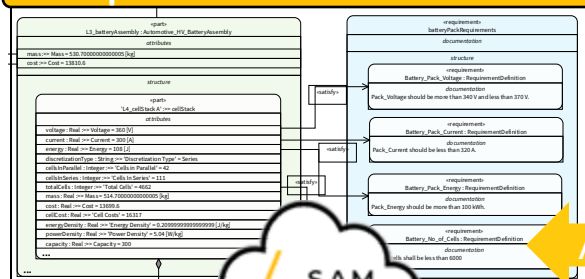 «part»
L3_batteryAssembly : Automotive_HV_BatteryAssembly
attributes
mass :>> Mass = 530.70000000000005 [kg]
cost :>> Cost = 13810.6
structure
«part»
'L4_cellStack A' :>> cellStack
attributes
voltage : Real :>> Voltage = 360 [V]
current : Real :>> Current = 300 [A]
energy : Real :>> Energy = 108 [J]
discretizationType : String :>> 'Discretization Type' = Series
cellsInParallel : Integer :>> 'Cells in Parallel' = 42
cellsInSeries : Integer :>> 'Cells In Series' = 111
totalCells : Integer :>> 'Total Cells' = 4662
mass : Real :>> Mass = 514.70000000000005 [kg]
cost : Real :>> Cost = 13699.6
cellCost : Real :>> 'Cell Costs' = 16317
energyDensity : Real :>> 'Energy Density' = 0.20999999999999999 [J/kg]
powerDensity : Real :>> 'Power Density' = 5.04 [W/kg]
capacity : Real :>> Capacity = 300
•••
•••
«satisfy»
«satisfy»
«satisfy»
«requirement»
batteryPackRequirements
documentation
structure
«requirement»
Battery_Pack_Voltage : RequirementDefinition
documentation
Pack_Voltage should be more than 340 V and less than 370 V.
«requirement»
Battery_Pack_Current : RequirementDefinition
documentation
Pack_Current should be less than 320 A.
«requirement»
Battery_Pack_Energy : RequirementDefinition
documentation
Pack_Energy should be more than 100 kWh.
«requirement»
Battery_No_of_Cells : RequirementDefinition
documentation
cells shall be less than 6000
SAM